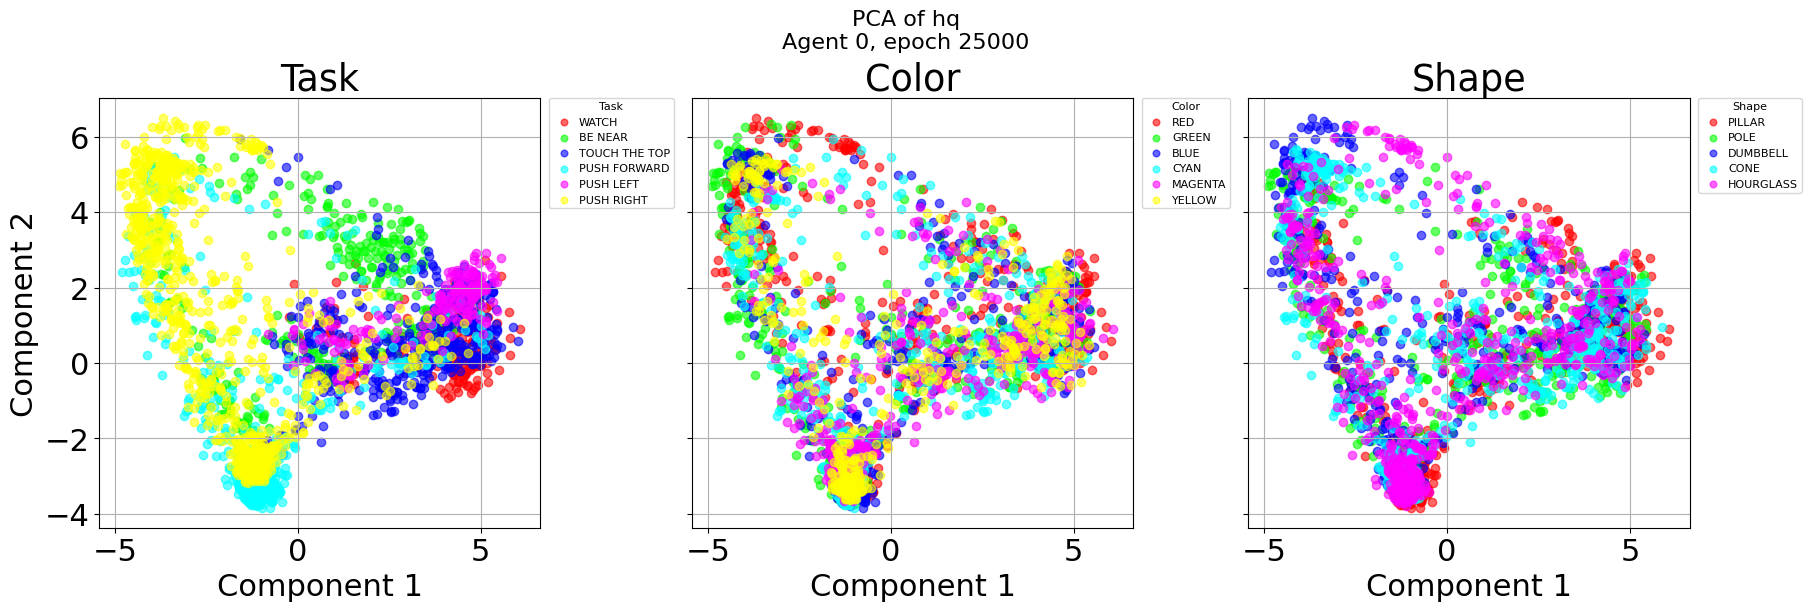 PCA of hq
Agent 0, epoch 25000
Task
Component 2
6
4
2
0
−2
−4
−5 0 5
Component 1
Task
WATCH
BE NEAR
TOUCH THE TOP
PUSH FORWARD
PUSH LEFT
PUSH RIGHT
Color
−5 0 5
Component 1
Color
RED
GREEN
BLUE
CYAN
MAGENTA
YELLOW
Shape
−5 0 5
Component 1
Shape
PILLAR
POLE
DUMBBELL
CONE
HOURGLASS